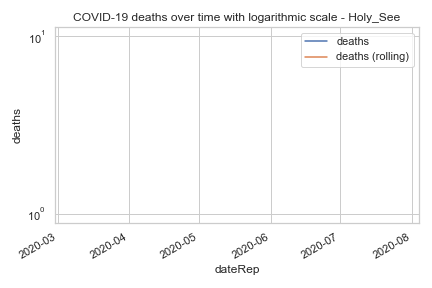 COVID-19 deaths over time with logarithmic scale - Holy_See
deaths
deaths (rolling)
10¹
10⁰
deaths
2020-03
2020-04
2020-05
2020-06
2020-07
2020-08
dateRep